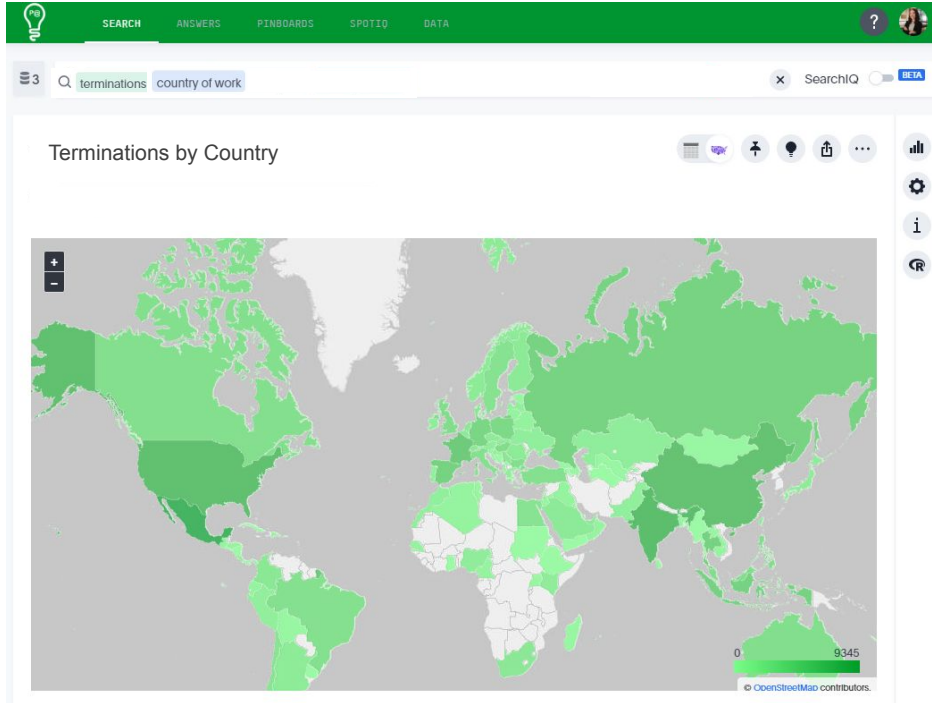 P@
SEARCH ANSWERS PINBOARDS SPOTIQ DATA
?
3 terminations country of work × SearchIQ BETA
Terminations by Country
i
R
+
−
0 9345
© OpenStreetMap contributors.